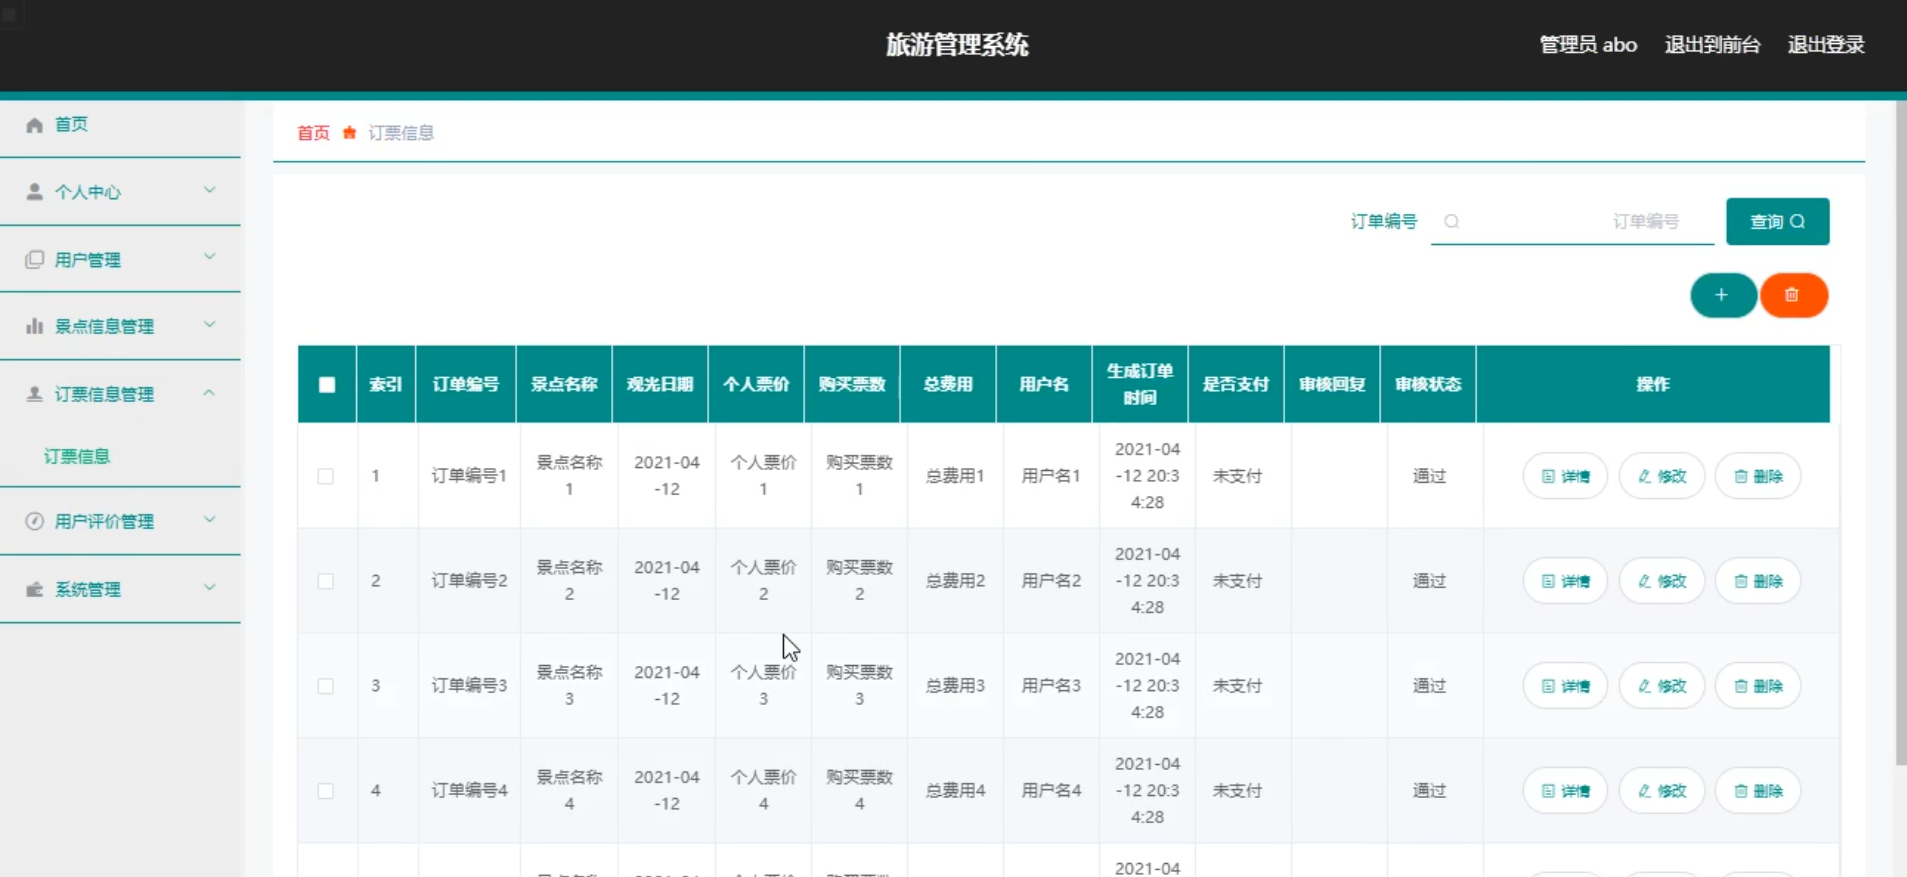 旅游管理系统
管理员 abo 退出到前台 退出登录
首页
个人中心
用户管理
景点信息管理
订票信息管理
订票信息
用户评价管理
系统管理
首页 订票信息
订单编号 订单编号 查询
+
索引 订单编号 景点名称 观光日期 个人票价 购买票数 总费用 用户名 生成订单时间 是否支付 审核回复 审核状态 操作
1 订单编号1 景点名称1 2021-04-12 个人票价1 购买票数1 总费用1 用户名1 2021-04-12 20:34:28 未支付 通过 详情 修改 删除
2 订单编号2 景点名称2 2021-04-12 个人票价2 购买票数2 总费用2 用户名2 2021-04-12 20:34:28 未支付 通过 详情 修改 删除
3 订单编号3 景点名称3 2021-04-12 个人票价3 购买票数3 总费用3 用户名3 2021-04-12 20:34:28 未支付 通过 详情 修改 删除
4 订单编号4 景点名称4 2021-04-12 个人票价4 购买票数4 总费用4 用户名4 2021-04-12 20:34:28 未支付 通过 详情 修改 删除
2021-04